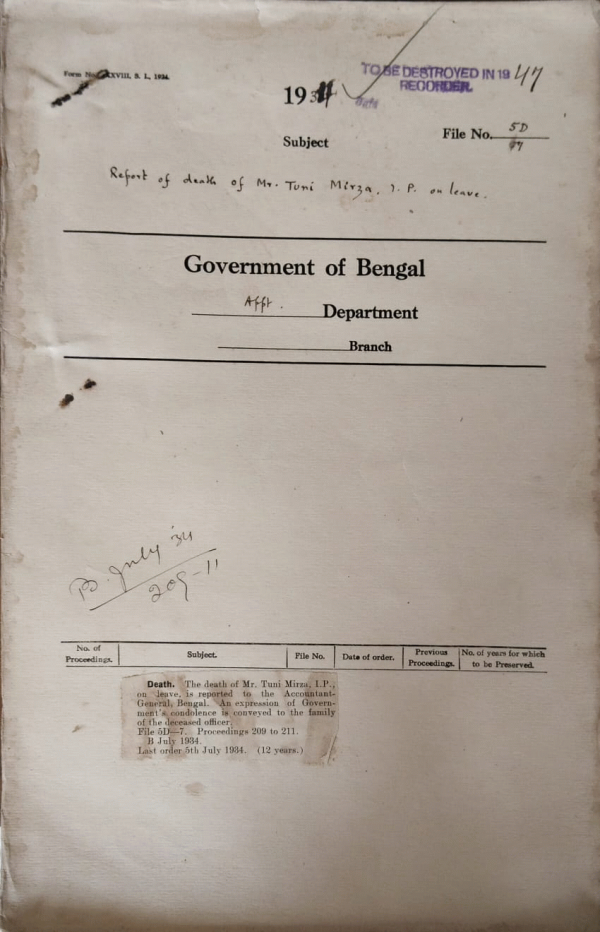 Form No. XXVIII, S. L., 1934.
TO BE DESTROYED IN 1947
RECORDER.
1934
File No. 5D
Subject
Report of death of Mr. Tuni Mirza, I. P. on leave.
Government of Bengal
Appt. Department
Branch
B. July '34
209-11
No. of Proceedings. Subject. File No. Date of order. Previous Proceedings. No. of years for which to be Preserved.
Death. The death of Mr. Tuni Mirza, I.P.,
on leave, is reported to the Accountant-
General, Bengal. An expression of Govern-
ment's condolence is conveyed to the family
of the deceased officer.
File 5D—7. Proceedings 209 to 211.
B July 1934.
Last order 5th July 1934. (12 years.)